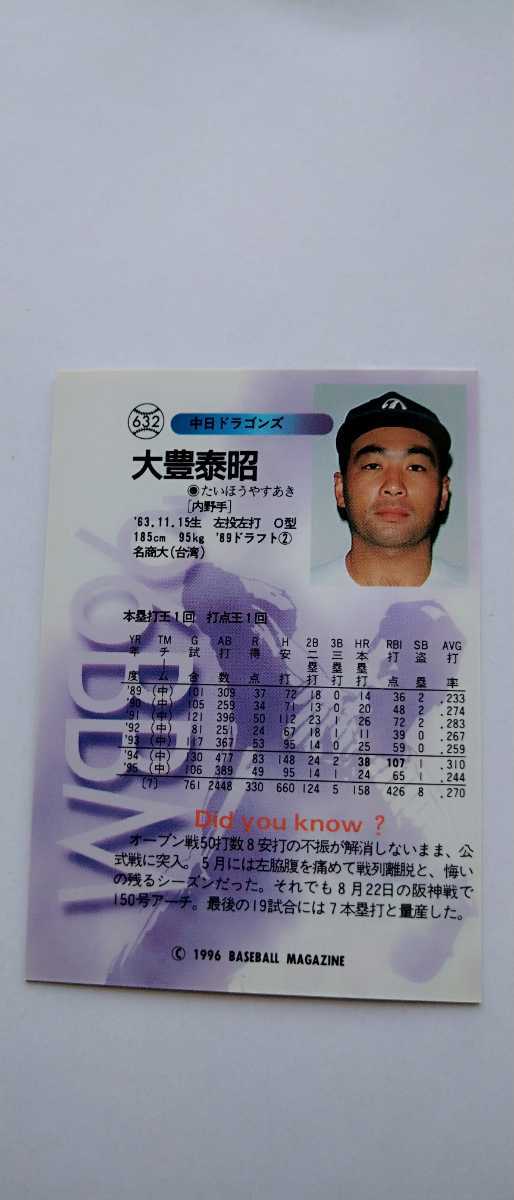 632
中日ドラゴンズ
大豊泰昭
◉たいほうやすあき
[内野手]
'63.11.15生 左投左打 O型
185cm 95kg '89ドラフト②
名商大(台湾)
本塁打王1回 打点王1回
YR TM G AB R H 2B 3B HR RBI SB AVG
年度 チーム 試合 打数 得点 安打 二塁打 三塁打 本塁打 打点 盗塁 打率
'89 (中) 101 309 37 72 18 0 14 36 2 .233
'90 (中) 105 259 34 71 13 0 20 48 2 .274
'91 (中) 121 396 50 112 23 1 26 72 2 .283
'92 (中) 81 251 24 67 18 1 11 39 0 .267
'93 (中) 117 367 53 95 14 0 25 59 0 .259
'94 (中) 130 477 83 148 24 2 38 107 1 .310
'95 (中) 106 389 49 95 14 1 24 65 1 .244
[7] 761 2448 330 660 124 5 158 426 8 .270
Did you know ?
オープン戦50打数8安打の不振が解消しないまま、公
式戦に突入。5月には左脇腹を痛めて戦列離脱と、悔い
の残るシーズンだった。それでも8月22日の阪神戦で
150号アーチ。最後の19試合には7本塁打と量産した。
© 1996 BASEBALL MAGAZINE
'96BBM